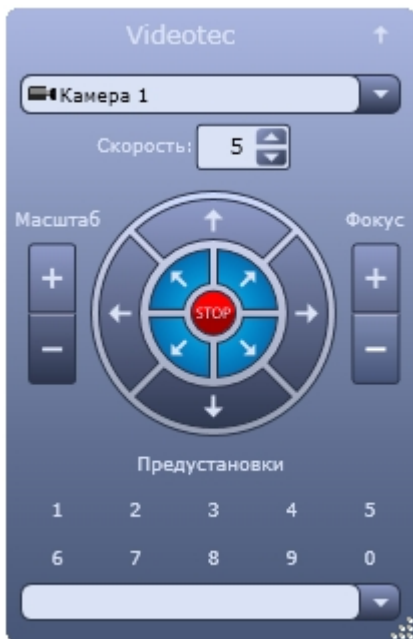 Videotec
Камера 1
Скорость: 5
Масштаб
Фокус
STOP
Предустановки
1 2 3 4 5
6 7 8 9 0